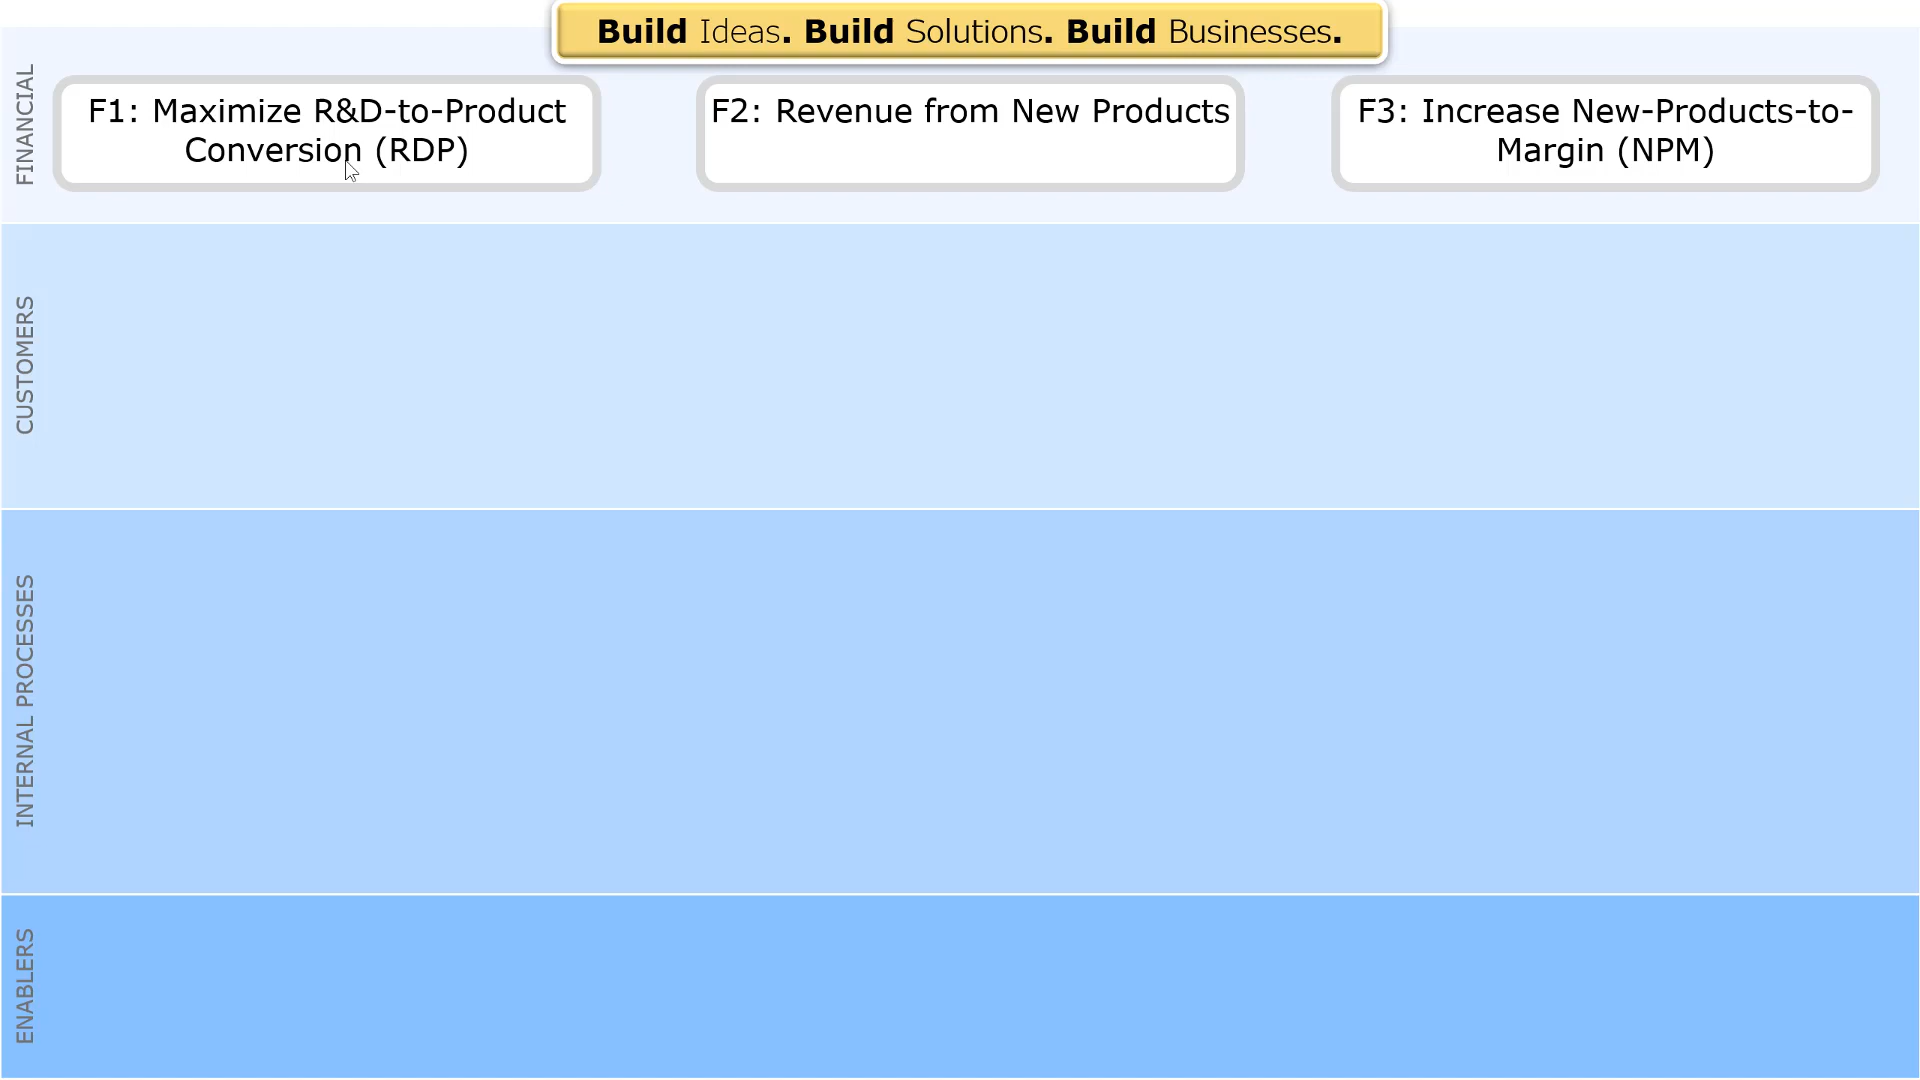 Build Ideas. Build Solutions. Build Businesses.
FINANCIAL
F1: Maximize R&D-to-Product
Conversion (RDP)
F2: Revenue from New Products
F3: Increase New-Products-to-
Margin (NPM)
CUSTOMERS
INTERNAL PROCESSES
ENABLERS